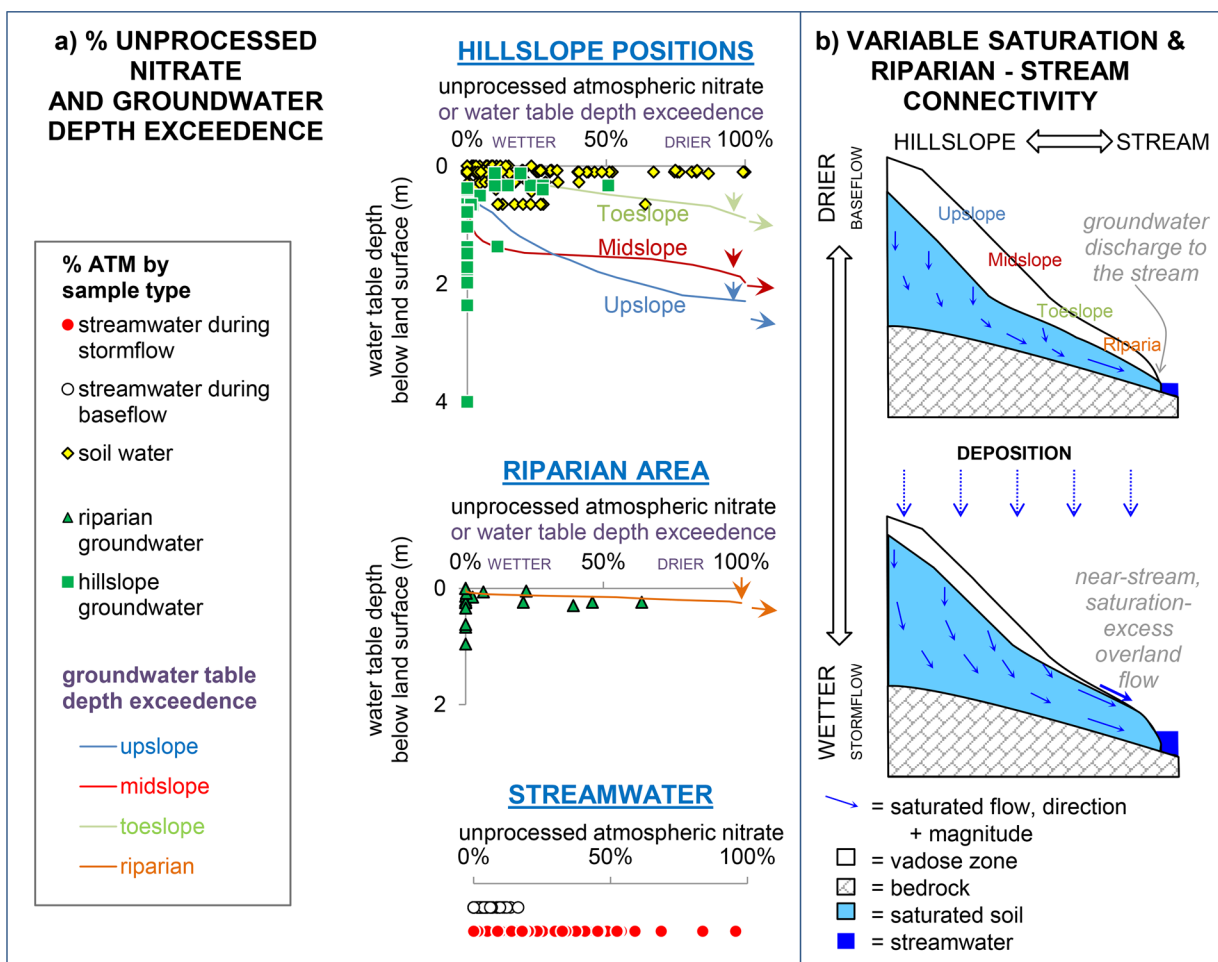 a) % UNPROCESSED
NITRATE
AND GROUNDWATER
DEPTH EXCEEDENCE
% ATM by
sample type
streamwater during
stormflow
streamwater during
baseflow
soil water
riparian
groundwater
hillslope
groundwater
groundwater table
depth exceedence
upslope
midslope
toeslope
riparian
HILLSLOPE POSITIONS
unprocessed atmospheric nitrate
or water table depth exceedence
0% WETTER 50% DRIER 100%
water table depth
below land surface (m)
0
2
4
Toeslope
Midslope
Upslope
RIPARIAN AREA
unprocessed atmospheric nitrate
or water table depth exceedence
0% WETTER 50% DRIER 100%
water table depth
below land surface (m)
0
2
STREAMWATER
unprocessed atmospheric nitrate
0% 50% 100%
b) VARIABLE SATURATION &
RIPARIAN - STREAM
CONNECTIVITY
HILLSLOPE STREAM
DRIER
BASEFLOW
Upslope
Midslope
Toeslope
Riparia
groundwater
discharge to
the stream
DEPOSITION
WETTER
STORMFLOW
near-stream,
saturation-
excess
overland
flow
= saturated flow, direction
+ magnitude
= vadose zone
= bedrock
= saturated soil
= streamwater